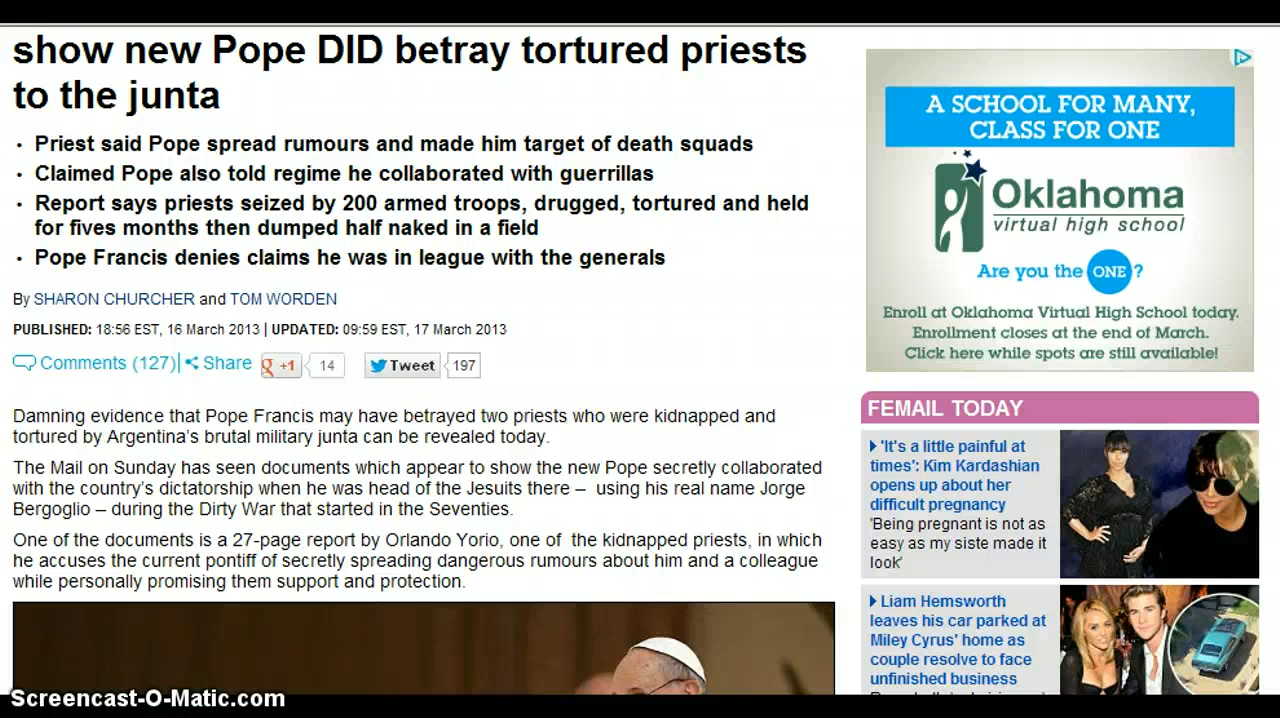 show new Pope DID betray tortured priests
to the junta
• Priest said Pope spread rumours and made him target of death squads
• Claimed Pope also told regime he collaborated with guerrillas
• Report says priests seized by 200 armed troops, drugged, tortured and held
for fives months then dumped half naked in a field
• Pope Francis denies claims he was in league with the generals
By SHARON CHURCHER and TOM WORDEN
PUBLISHED: 18:56 EST, 16 March 2013 | UPDATED: 09:59 EST, 17 March 2013
Comments (127)| Share g +1 14 Tweet 197
Damning evidence that Pope Francis may have betrayed two priests who were kidnapped and
tortured by Argentina's brutal military junta can be revealed today.
The Mail on Sunday has seen documents which appear to show the new Pope secretly collaborated
with the country's dictatorship when he was head of the Jesuits there – using his real name Jorge
Bergoglio – during the Dirty War that started in the Seventies.
One of the documents is a 27-page report by Orlando Yorio, one of the kidnapped priests, in which
he accuses the current pontiff of secretly spreading dangerous rumours about him and a colleague
while personally promising them support and protection.
A SCHOOL FOR MANY,
CLASS FOR ONE
Oklahoma
virtual high school
Are you the ONE ?
Enroll at Oklahoma Virtual High School today.
Enrollment closes at the end of March.
Click here while spots are still available!
FEMAIL TODAY
'It's a little painful at
times': Kim Kardashian
opens up about her
difficult pregnancy
'Being pregnant is not as
easy as my siste made it
look'
Liam Hemsworth
leaves his car parked at
Miley Cyrus' home as
couple resolve to face
unfinished business
Screencast-O-Matic.com